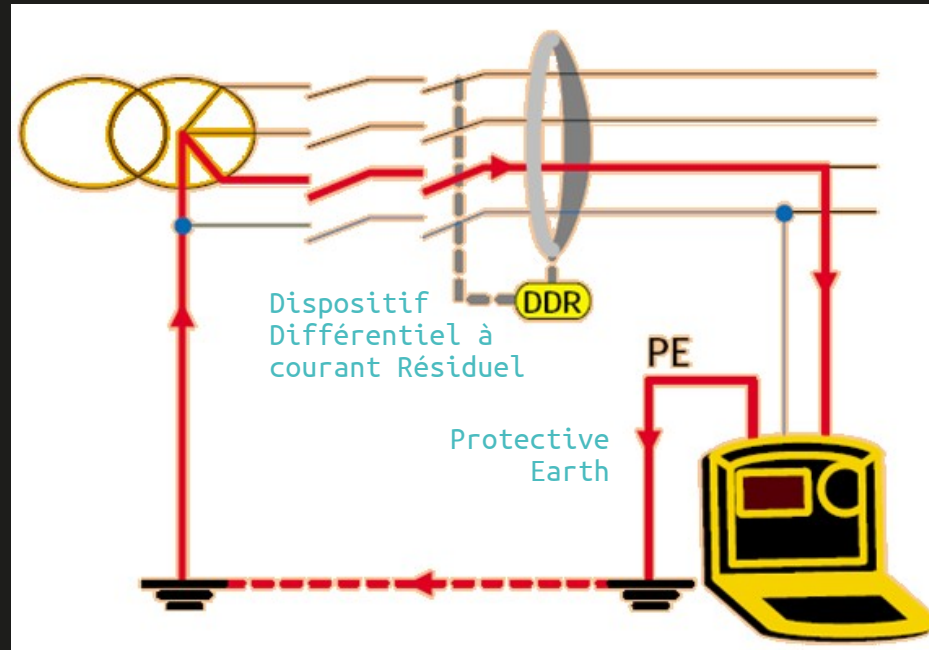 Dispositif
Différentiel à
courant Résiduel
DDR
PE
Protective
Earth